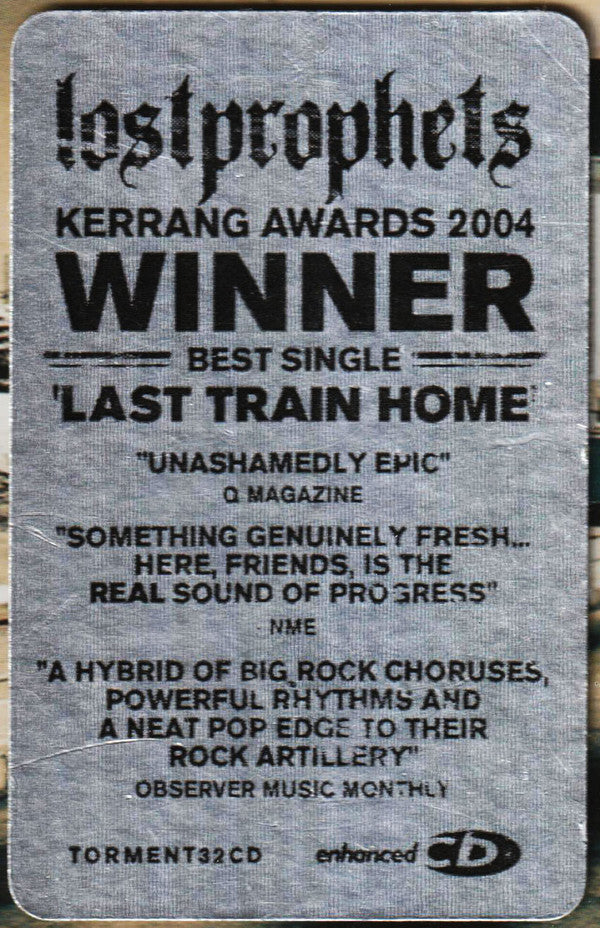 lostprophets
KERRANG AWARDS 2004
WINNER
BEST SINGLE
'LAST TRAIN HOME'
"UNASHAMEDLY EPIC"
Q MAGAZINE
"SOMETHING GENUINELY FRESH...
HERE, FRIENDS, IS THE
REAL SOUND OF PROGRESS"
NME
"A HYBRID OF BIG ROCK CHORUSES,
POWERFUL RHYTHMS AND
A NEAT POP EDGE TO THEIR
ROCK ARTILLERY"
OBSERVER MUSIC MONTHLY
TORMENT32CD enhanced CD